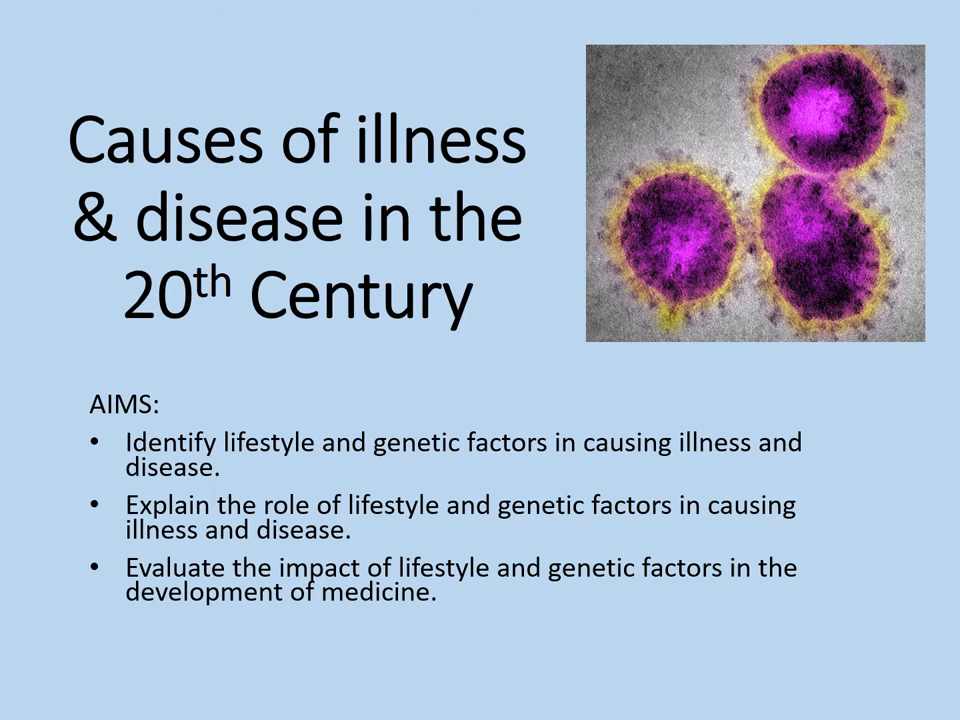 Causes of illness
& disease in the
20th Century
AIMS:
• Identify lifestyle and genetic factors in causing illness and
disease.
• Explain the role of lifestyle and genetic factors in causing
illness and disease.
• Evaluate the impact of lifestyle and genetic factors in the
development of medicine.